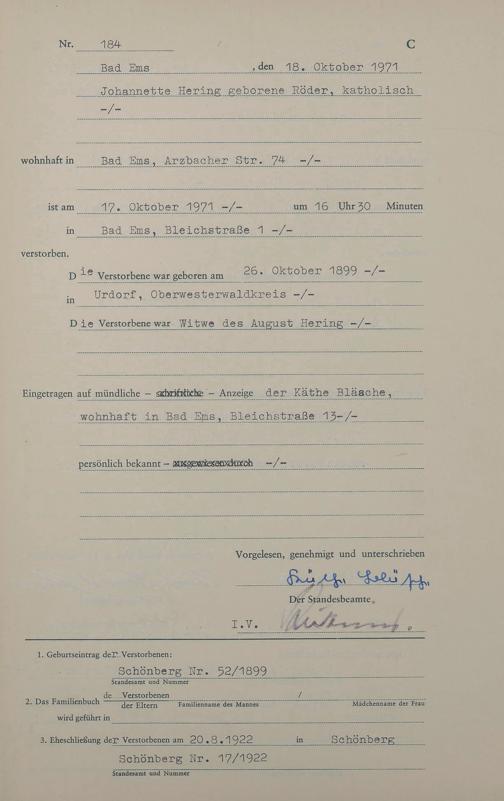 Nr. 184 C
Bad Ems , den 18. Oktober 1971
Johannette Hering geborene Röder, katholisch
-/-
wohnhaft in Bad Ems, Arzbacher Str. 74 -/-
ist am 17. Oktober 1971 -/- um 16 Uhr 30 Minuten
in Bad Ems, Bleichstraße 1 -/-
verstorben.
Die Verstorbene war geboren am 26. Oktober 1899 -/-
in Urdorf, Oberwesterwaldkreis -/-
Die Verstorbene war Witwe des August Hering -/-
Eingetragen auf mündliche – schriftliche – Anzeige der Käthe Bläsche,
wohnhaft in Bad Ems, Bleichstraße 13-/-
persönlich bekannt – ausgewiesen durch -/-
Vorgelesen, genehmigt und unterschrieben
Der Standesbeamte
I.V.
1. Geburtseintrag der Verstorbenen:
Schönberg Nr. 52/1899
Standesamt und Nummer
2. Das Familienbuch de Verstorbenen /
der Eltern Familienname des Mannes Mädchenname der Frau
wird geführt in
3. Eheschließung der Verstorbenen am 20.8.1922 in Schönberg
Schönberg Nr. 17/1922
Standesamt und Nummer